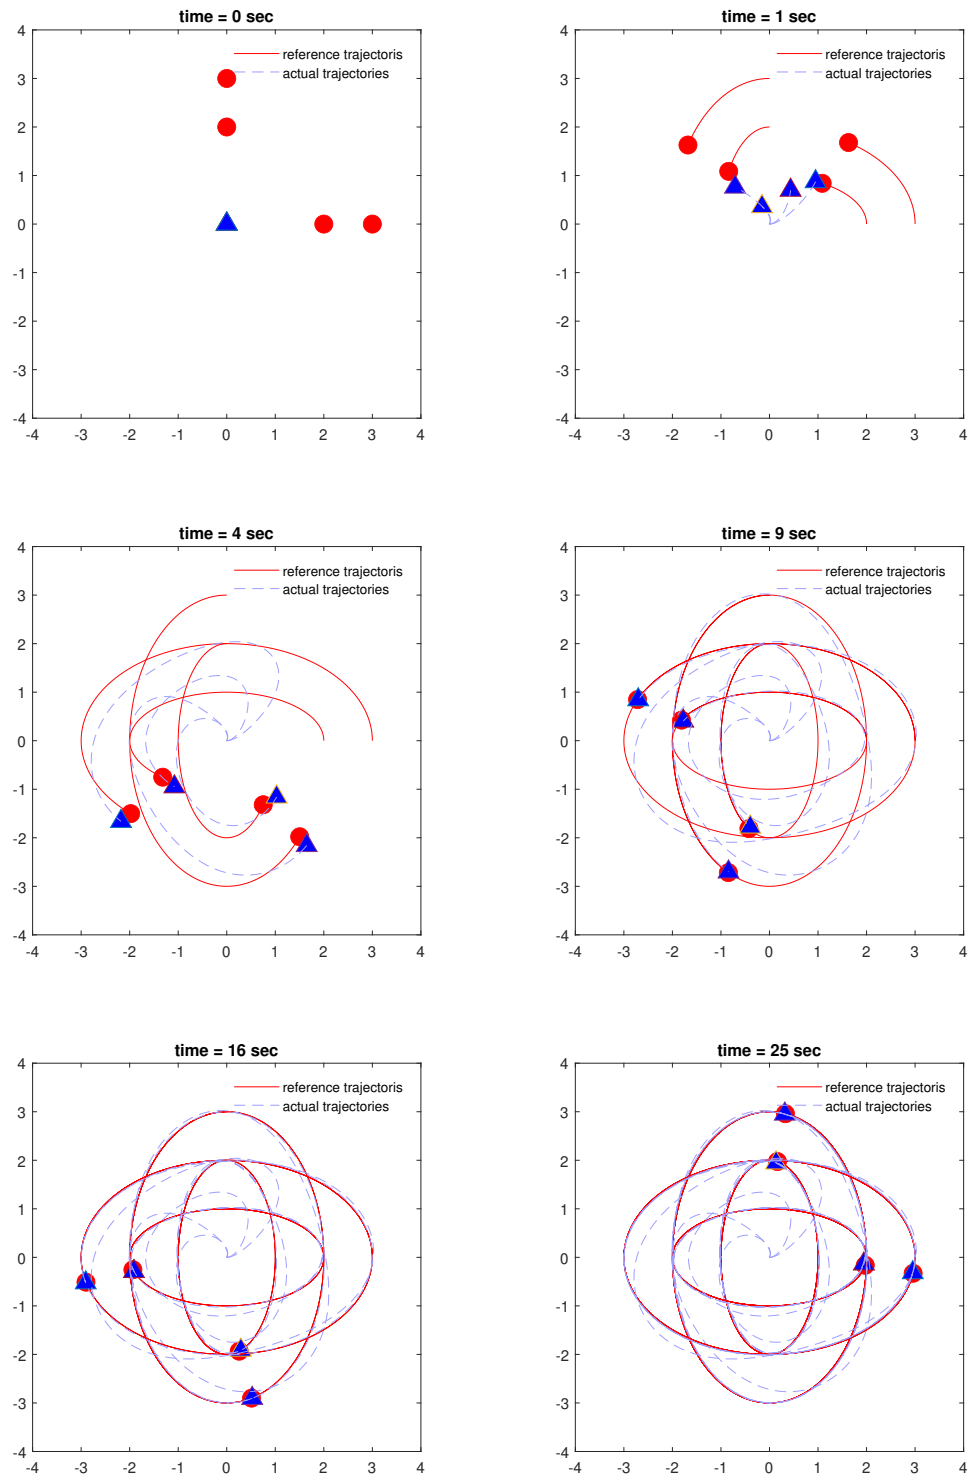 time = 0 sec
reference trajectoris
actual trajectories
4
3
2
1
0
-1
-2
-3
-4
-4 -3 -2 -1 0 1 2 3 4
time = 1 sec
reference trajectoris
actual trajectories
4
3
2
1
0
-1
-2
-3
-4
-4 -3 -2 -1 0 1 2 3 4
time = 4 sec
reference trajectoris
actual trajectories
4
3
2
1
0
-1
-2
-3
-4
-4 -3 -2 -1 0 1 2 3 4
time = 9 sec
reference trajectoris
actual trajectories
4
3
2
1
0
-1
-2
-3
-4
-4 -3 -2 -1 0 1 2 3 4
time = 16 sec
reference trajectoris
actual trajectories
4
3
2
1
0
-1
-2
-3
-4
-4 -3 -2 -1 0 1 2 3 4
time = 25 sec
reference trajectoris
actual trajectories
4
3
2
1
0
-1
-2
-3
-4
-4 -3 -2 -1 0 1 2 3 4